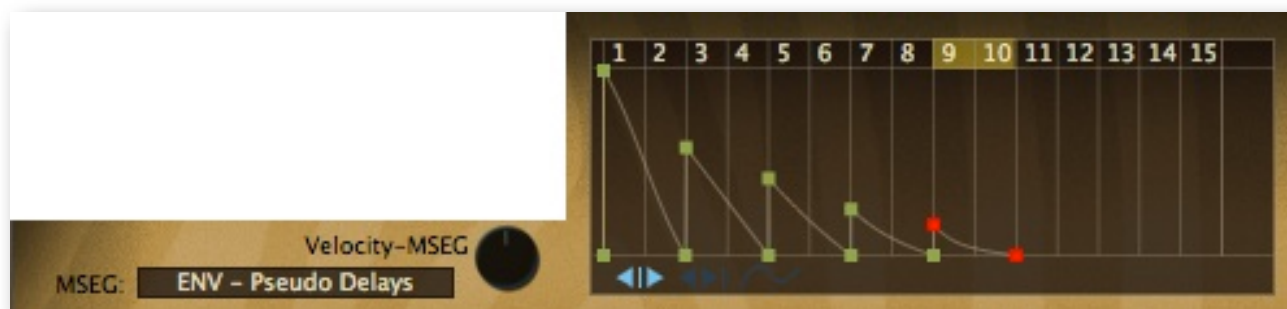 1 2 3 4 5 6 7 8 9 10 11 12 13 14 15
Velocity-MSEG
MSEG: ENV - Pseudo Delays